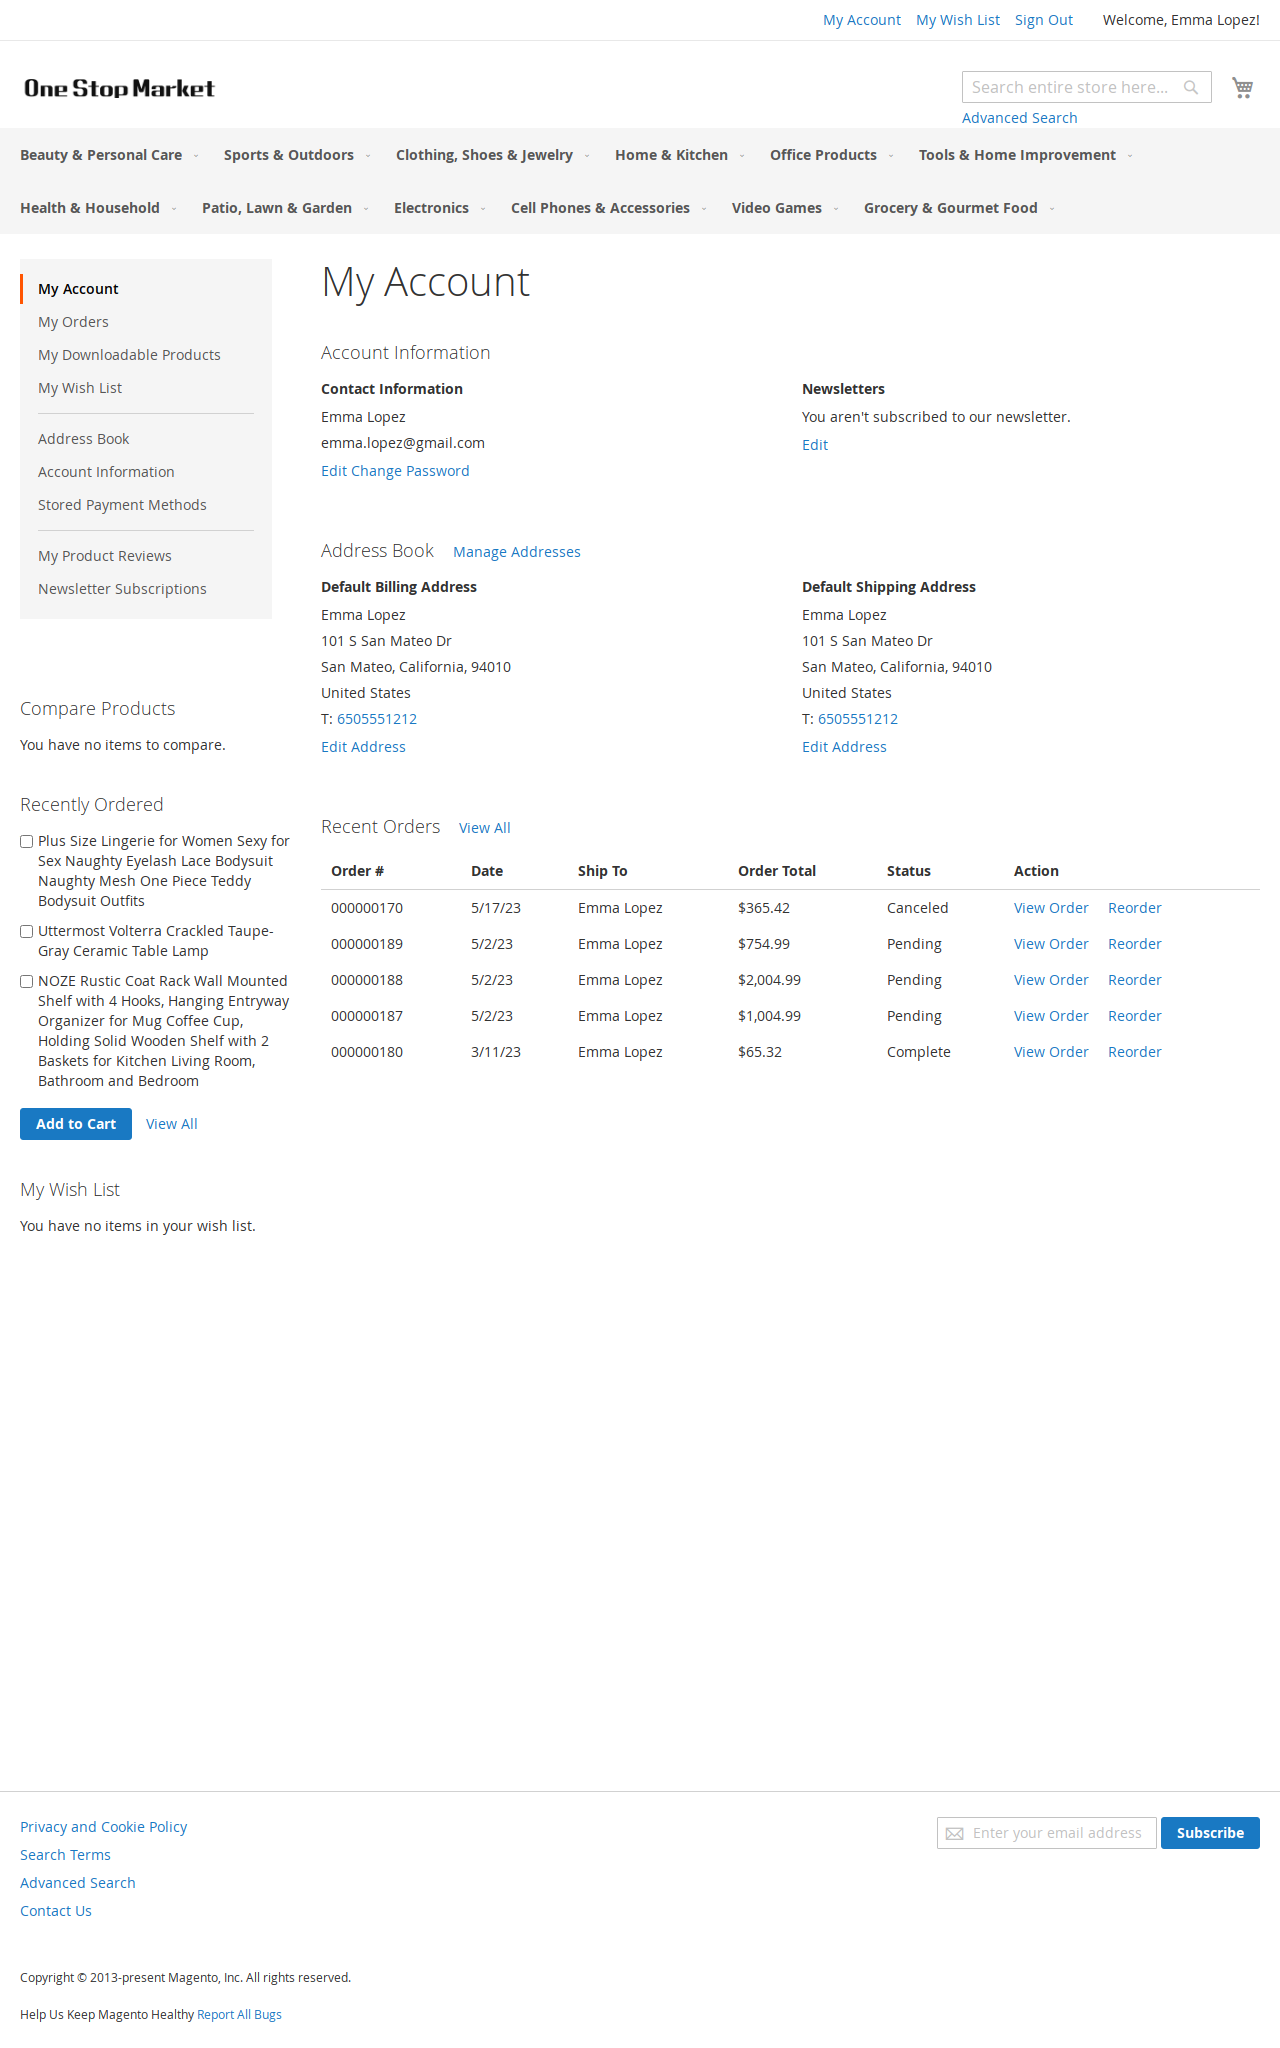 My Account My Wish List Sign Out Welcome, Emma Lopez!
One Stop Market
Search entire store here...
Advanced Search
Beauty & Personal Care Sports & Outdoors Clothing, Shoes & Jewelry Home & Kitchen Office Products Tools & Home Improvement
Health & Household Patio, Lawn & Garden Electronics Cell Phones & Accessories Video Games Grocery & Gourmet Food
My Account
My Orders
My Downloadable Products
My Wish List
Address Book
Account Information
Stored Payment Methods
My Product Reviews
Newsletter Subscriptions
Compare Products
You have no items to compare.
Recently Ordered
Plus Size Lingerie for Women Sexy for
Sex Naughty Eyelash Lace Bodysuit
Naughty Mesh One Piece Teddy
Bodysuit Outfits
Uttermost Volterra Crackled Taupe-
Gray Ceramic Table Lamp
NOZE Rustic Coat Rack Wall Mounted
Shelf with 4 Hooks, Hanging Entryway
Organizer for Mug Coffee Cup,
Holding Solid Wooden Shelf with 2
Baskets for Kitchen Living Room,
Bathroom and Bedroom
Add to Cart View All
My Wish List
You have no items in your wish list.
My Account
Account Information
Contact Information
Emma Lopez
emma.lopez@gmail.com
Edit Change Password
Newsletters
You aren't subscribed to our newsletter.
Edit
Address Book Manage Addresses
Default Billing Address
Emma Lopez
101 S San Mateo Dr
San Mateo, California, 94010
United States
T: 6505551212
Edit Address
Default Shipping Address
Emma Lopez
101 S San Mateo Dr
San Mateo, California, 94010
United States
T: 6505551212
Edit Address
Recent Orders View All
Order # Date Ship To Order Total Status Action
000000170 5/17/23 Emma Lopez $365.42 Canceled View Order Reorder
000000189 5/2/23 Emma Lopez $754.99 Pending View Order Reorder
000000188 5/2/23 Emma Lopez $2,004.99 Pending View Order Reorder
000000187 5/2/23 Emma Lopez $1,004.99 Pending View Order Reorder
000000180 3/11/23 Emma Lopez $65.32 Complete View Order Reorder
Privacy and Cookie Policy
Search Terms
Advanced Search
Contact Us
Enter your email address Subscribe
Copyright © 2013-present Magento, Inc. All rights reserved.
Help Us Keep Magento Healthy Report All Bugs